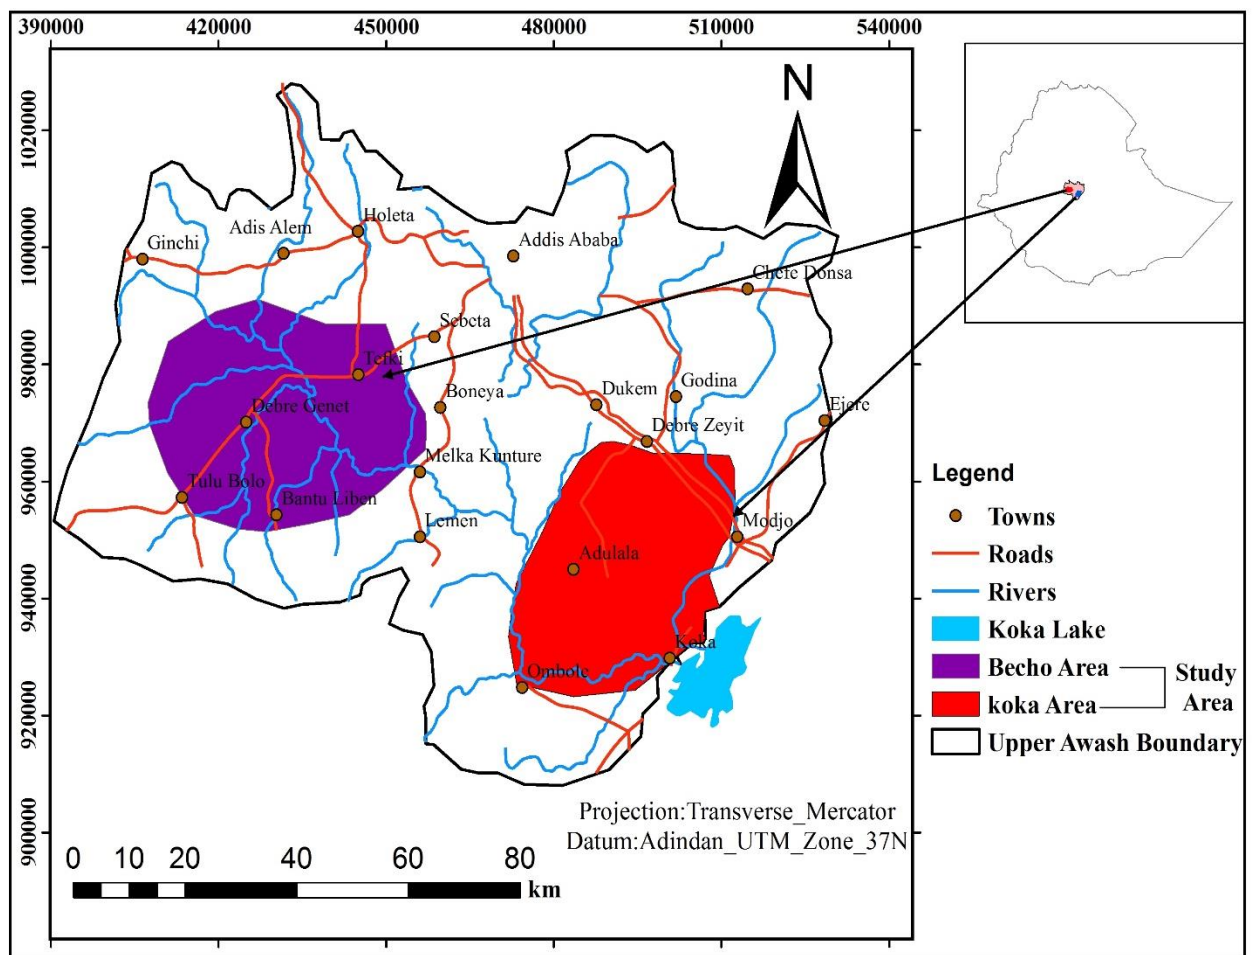 390000 420000 450000 480000 510000 540000
1020000
1000000
980000
960000
940000
920000
900000
N
Holeta
Adis Alem
Ginchi
Addis Ababa
Chefe Donsa
Sebeta
Tefki
Boneya
Dukem
Godina
Ejere
Debre Genet
Debre Zeyit
Melka Kunture
Tulu Bolo
Bantu Liben
Lemen
Modjo
Adulala
Koka
Ombole
Legend
Towns
Roads
Rivers
Koka Lake
Becho Area
koka Area
Study
Area
Upper Awash Boundary
Projection:Transverse_Mercator
Datum:Adindan_UTM_Zone_37N
0 10 20 40 60 80
km